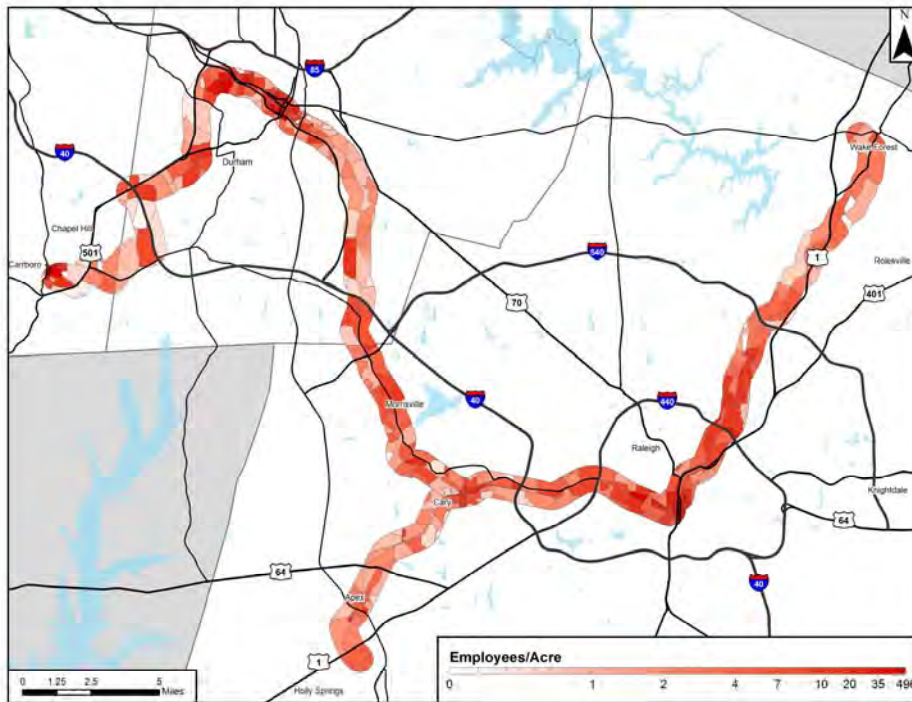 N
85
40
Durham
Wake Forest
Chapel Hill
501
Carrboro
540
1
Rolesville
401
70
Morrisville
40
440
Raleigh
Knightdale
Cary
64
64
Apex
40
1
Holly Springs
0 1.25 2.5 5
Miles
Employees/Acre
0 1 2 4 7 10 20 35 496